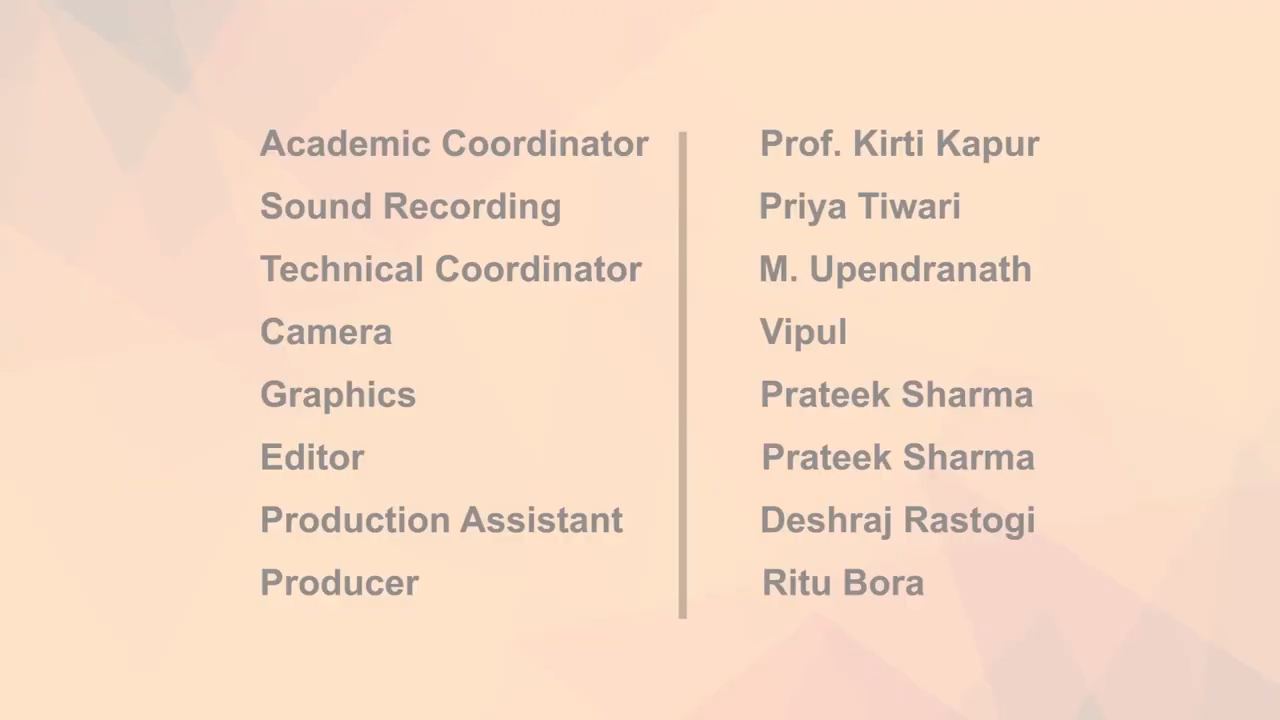 Academic Coordinator Prof. Kirti Kapur
Sound Recording Priya Tiwari
Technical Coordinator M. Upendranath
Camera Vipul
Graphics Prateek Sharma
Editor Prateek Sharma
Production Assistant Deshraj Rastogi
Producer Ritu Bora